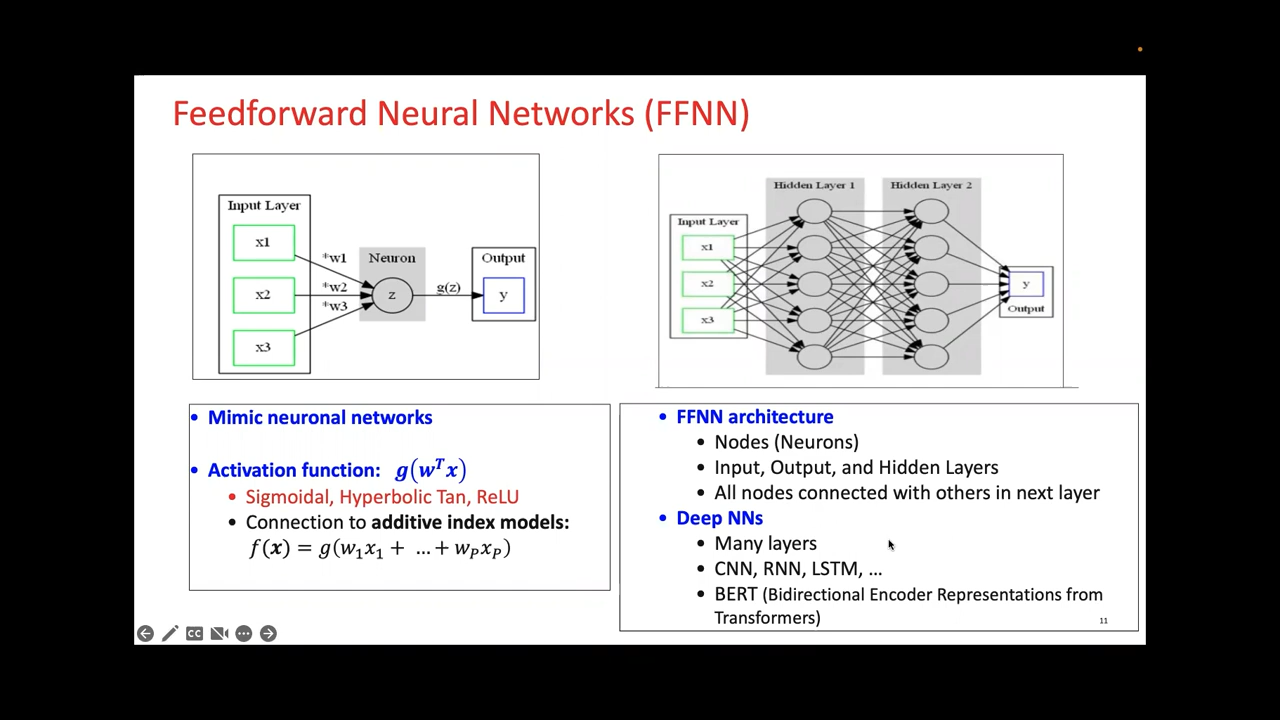 Feedforward Neural Networks (FFNN)
Input Layer
x1
x2
x3
*w1
*w2
*w3
Neuron
z
g(z)
Output
y
Hidden Layer 1
Hidden Layer 2
Input Layer
x1
x2
x3
y
Output
• Mimic neuronal networks
• Activation function: g(wᵀx)
• Sigmoidal, Hyperbolic Tan, ReLU
• Connection to additive index models:
f(x) = g(w₁x₁ + …+ w_P x_P)
• FFNN architecture
• Nodes (Neurons)
• Input, Output, and Hidden Layers
• All nodes connected with others in next layer
• Deep NNs
• Many layers
• CNN, RNN, LSTM, …
• BERT (Bidirectional Encoder Representations from
Transformers)
11
CC